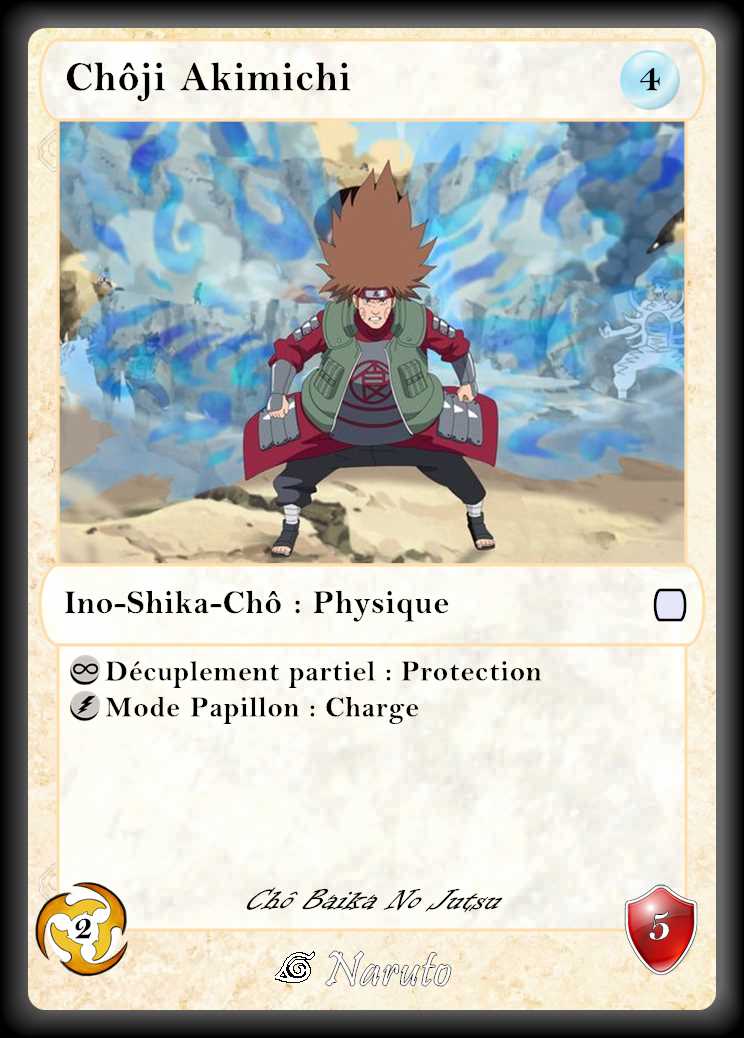 Chôji Akimichi
4
Ino-Shika-Chô : Physique
Décuplement partiel : Protection
Mode Papillon : Charge
Chô Baika No Jutsu
2
5
Naruto